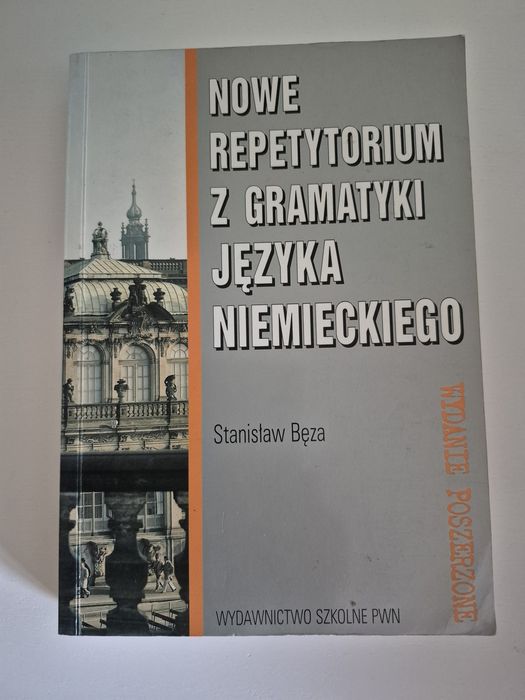 NOWE
REPETYTORIUM
Z GRAMATYKI
JĘZYKA
NIEMIECKIEGO
Stanisław Bęza
WYDANIE POSZERZONE
WYDAWNICTWO SZKOLNE PWN